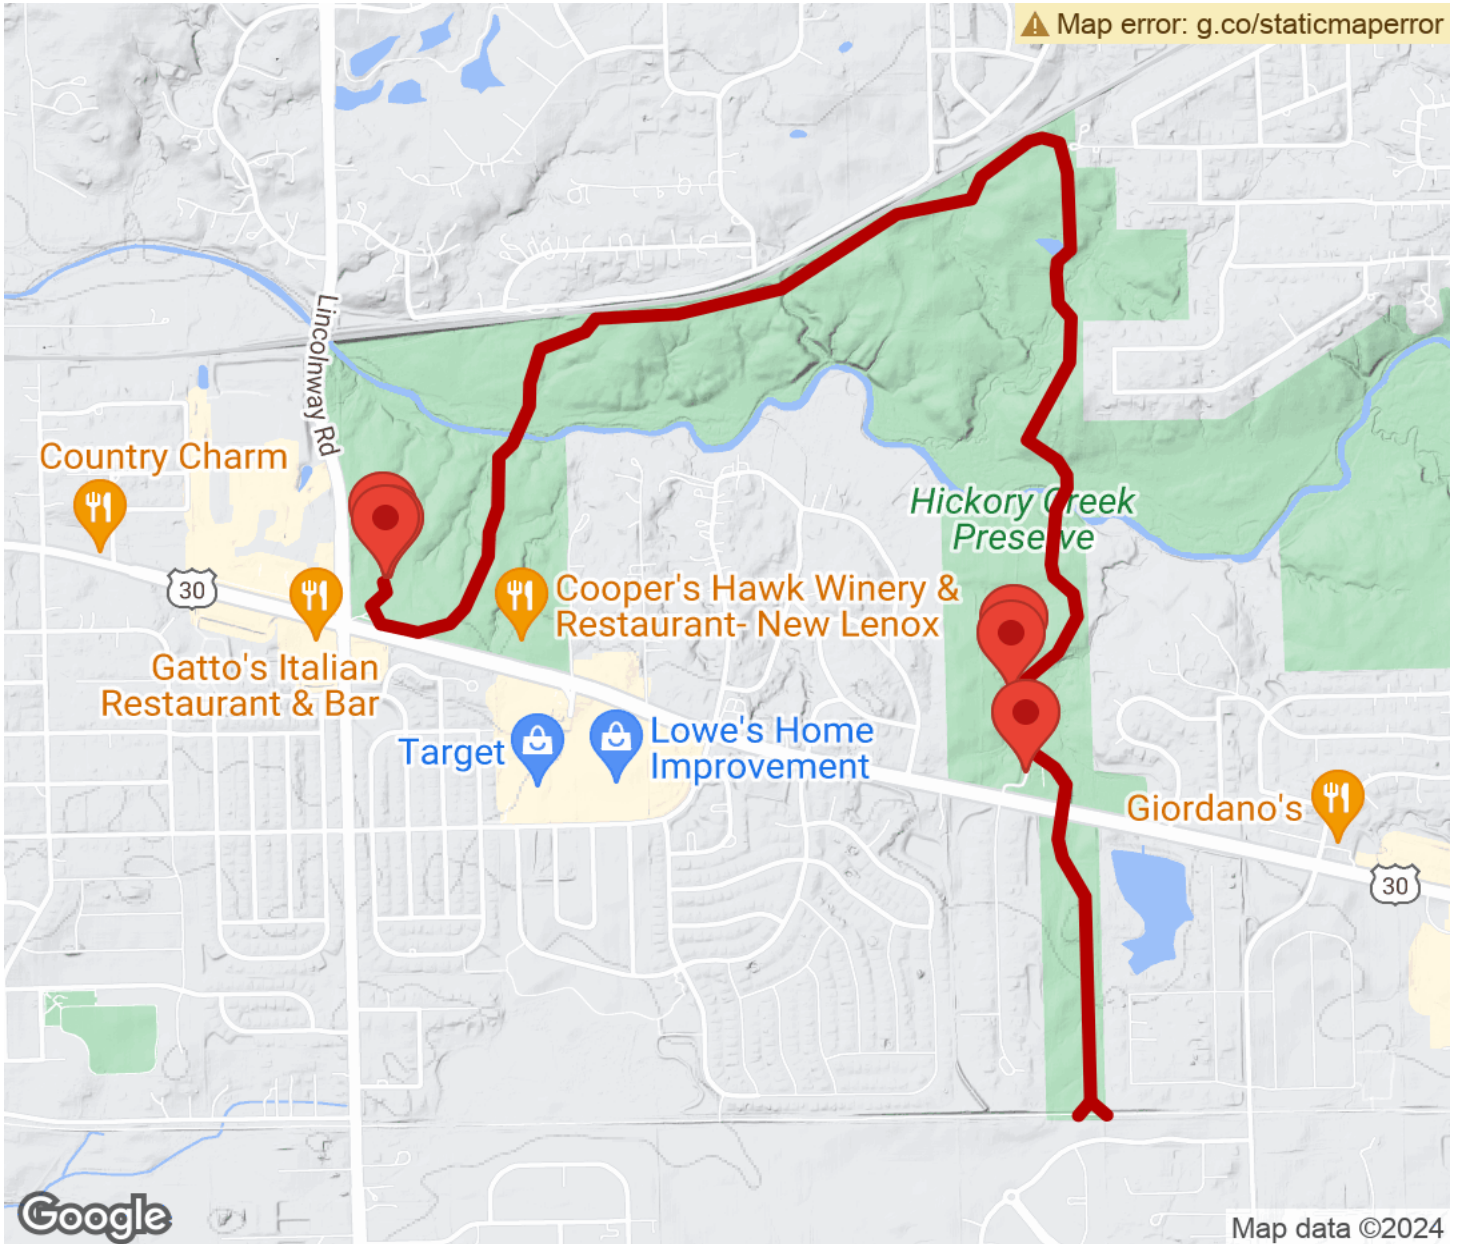 Map error: g.co/staticmaperror
Lincolnway Rd
Country Charm
Hickory Creek
Preserve
30
Cooper's Hawk Winery &
Restaurant- New Lenox
Gatto's Italian
Restaurant & Bar
Target
Lowe's Home
Improvement
Giordano's
30
Google
Map data ©2024